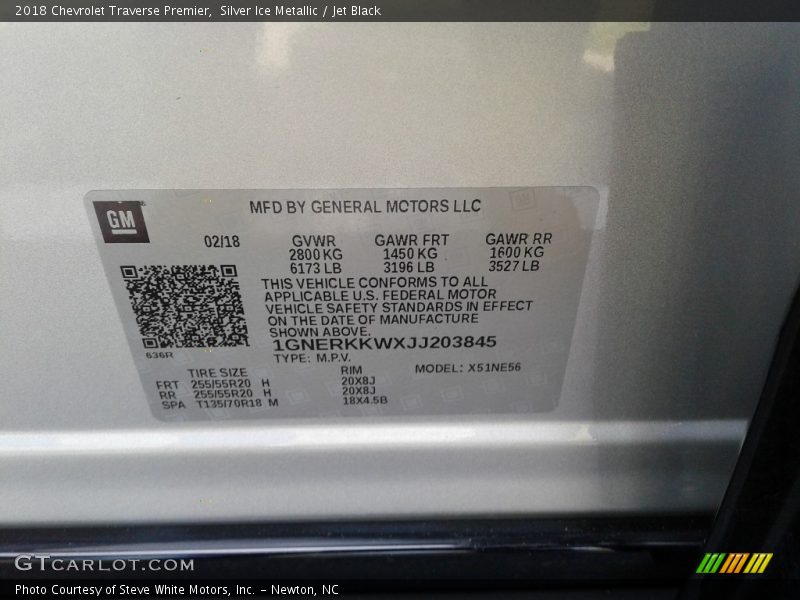 2018 Chevrolet Traverse Premier,  Silver Ice Metallic / Jet Black
GM
MFD BY GENERAL MOTORS LLC
02/18
GVWR GAWR FRT GAWR RR
2800 KG 1450 KG 1600 KG
6173 LB 3196 LB 3527 LB
THIS VEHICLE CONFORMS TO ALL
APPLICABLE U.S. FEDERAL MOTOR
VEHICLE SAFETY STANDARDS IN EFFECT
ON THE DATE OF MANUFACTURE
SHOWN ABOVE.
1GNERKKWXJJ203845
636R
TYPE: M.P.V.
TIRE SIZE RIM MODEL: X51NE56
FRT 255/55R20 H 20X8J
RR 255/55R20 H 20X8J
SPA T135/70R18 M 18X4.5B
GTCARLOT.COM
Photo Courtesy of Steve White Motors, Inc. – Newton, NC